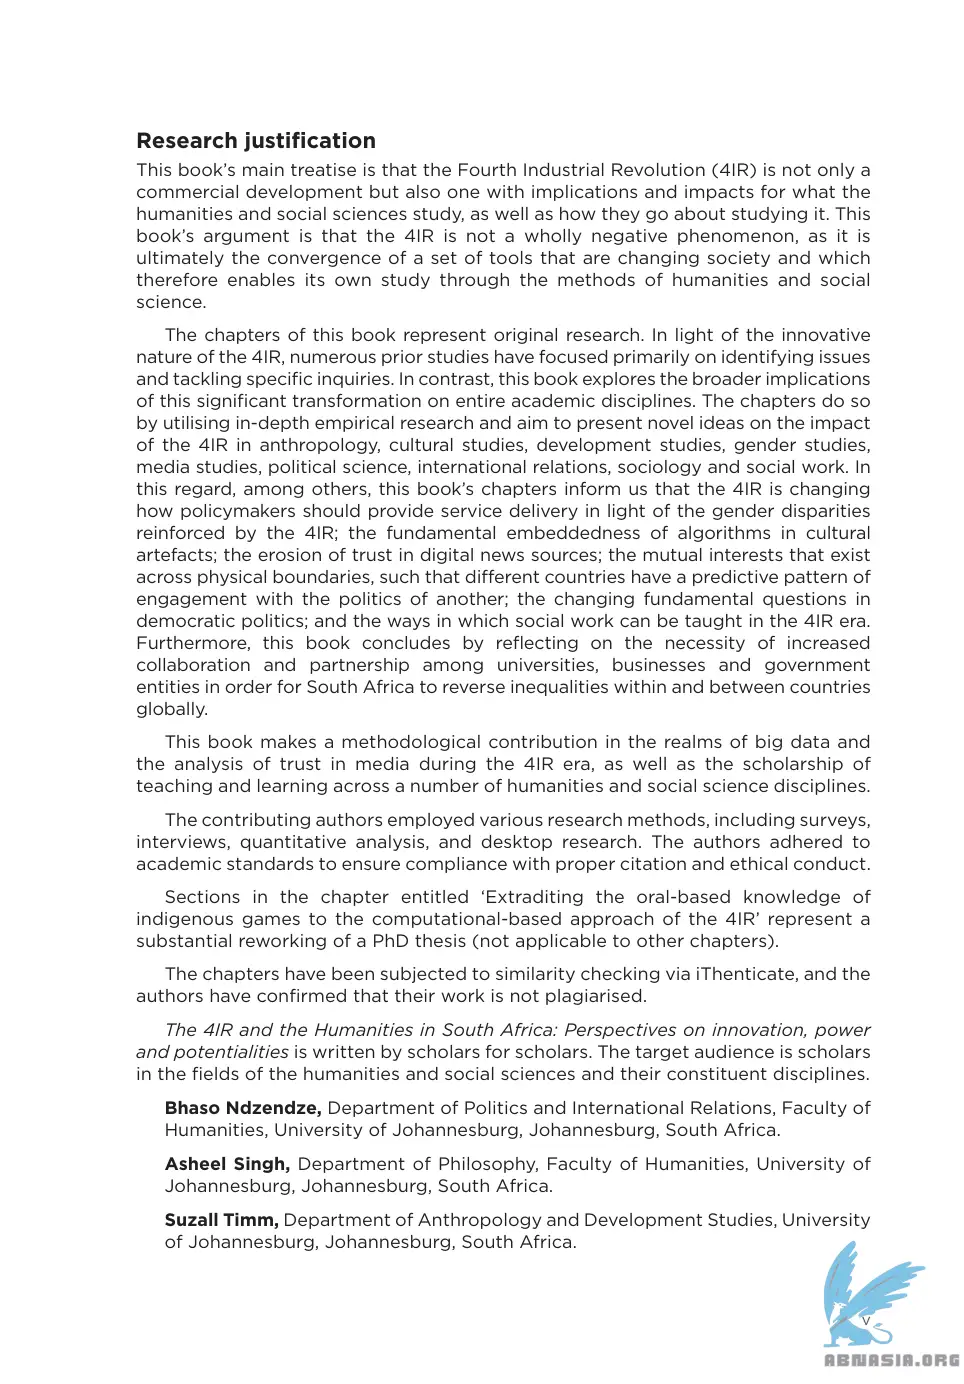 Research justification
This book’s main treatise is that the Fourth Industrial Revolution (4IR) is not only a
commercial development but also one with implications and impacts for what the
humanities and social sciences study, as well as how they go about studying it. This
book’s argument is that the 4IR is not a wholly negative phenomenon, as it is
ultimately the convergence of a set of tools that are changing society and which
therefore enables its own study through the methods of humanities and social
science.
The chapters of this book represent original research. In light of the innovative
nature of the 4IR, numerous prior studies have focused primarily on identifying issues
and tackling specific inquiries. In contrast, this book explores the broader implications
of this significant transformation on entire academic disciplines. The chapters do so
by utilising in-depth empirical research and aim to present novel ideas on the impact
of the 4IR in anthropology, cultural studies, development studies, gender studies,
media studies, political science, international relations, sociology and social work. In
this regard, among others, this book’s chapters inform us that the 4IR is changing
how policymakers should provide service delivery in light of the gender disparities
reinforced by the 4IR; the fundamental embeddedness of algorithms in cultural
artefacts; the erosion of trust in digital news sources; the mutual interests that exist
across physical boundaries, such that different countries have a predictive pattern of
engagement with the politics of another; the changing fundamental questions in
democratic politics; and the ways in which social work can be taught in the 4IR era.
Furthermore, this book concludes by reflecting on the necessity of increased
collaboration and partnership among universities, businesses and government
entities in order for South Africa to reverse inequalities within and between countries
globally.
This book makes a methodological contribution in the realms of big data and
the analysis of trust in media during the 4IR era, as well as the scholarship of
teaching and learning across a number of humanities and social science disciplines.
The contributing authors employed various research methods, including surveys,
interviews, quantitative analysis, and desktop research. The authors adhered to
academic standards to ensure compliance with proper citation and ethical conduct.
Sections in the chapter entitled ‘Extraditing the oral-based knowledge of
indigenous games to the computational-based approach of the 4IR’ represent a
substantial reworking of a PhD thesis (not applicable to other chapters).
The chapters have been subjected to similarity checking via iThenticate, and the
authors have confirmed that their work is not plagiarised.
The 4IR and the Humanities in South Africa: Perspectives on innovation, power
and potentialities is written by scholars for scholars. The target audience is scholars
in the fields of the humanities and social sciences and their constituent disciplines.
Bhaso Ndzendze, Department of Politics and International Relations, Faculty of
Humanities, University of Johannesburg, Johannesburg, South Africa.
Asheel Singh, Department of Philosophy, Faculty of Humanities, University of
Johannesburg, Johannesburg, South Africa.
Suzall Timm, Department of Anthropology and Development Studies, University
of Johannesburg, Johannesburg, South Africa.
v
ABNASIA.ORG